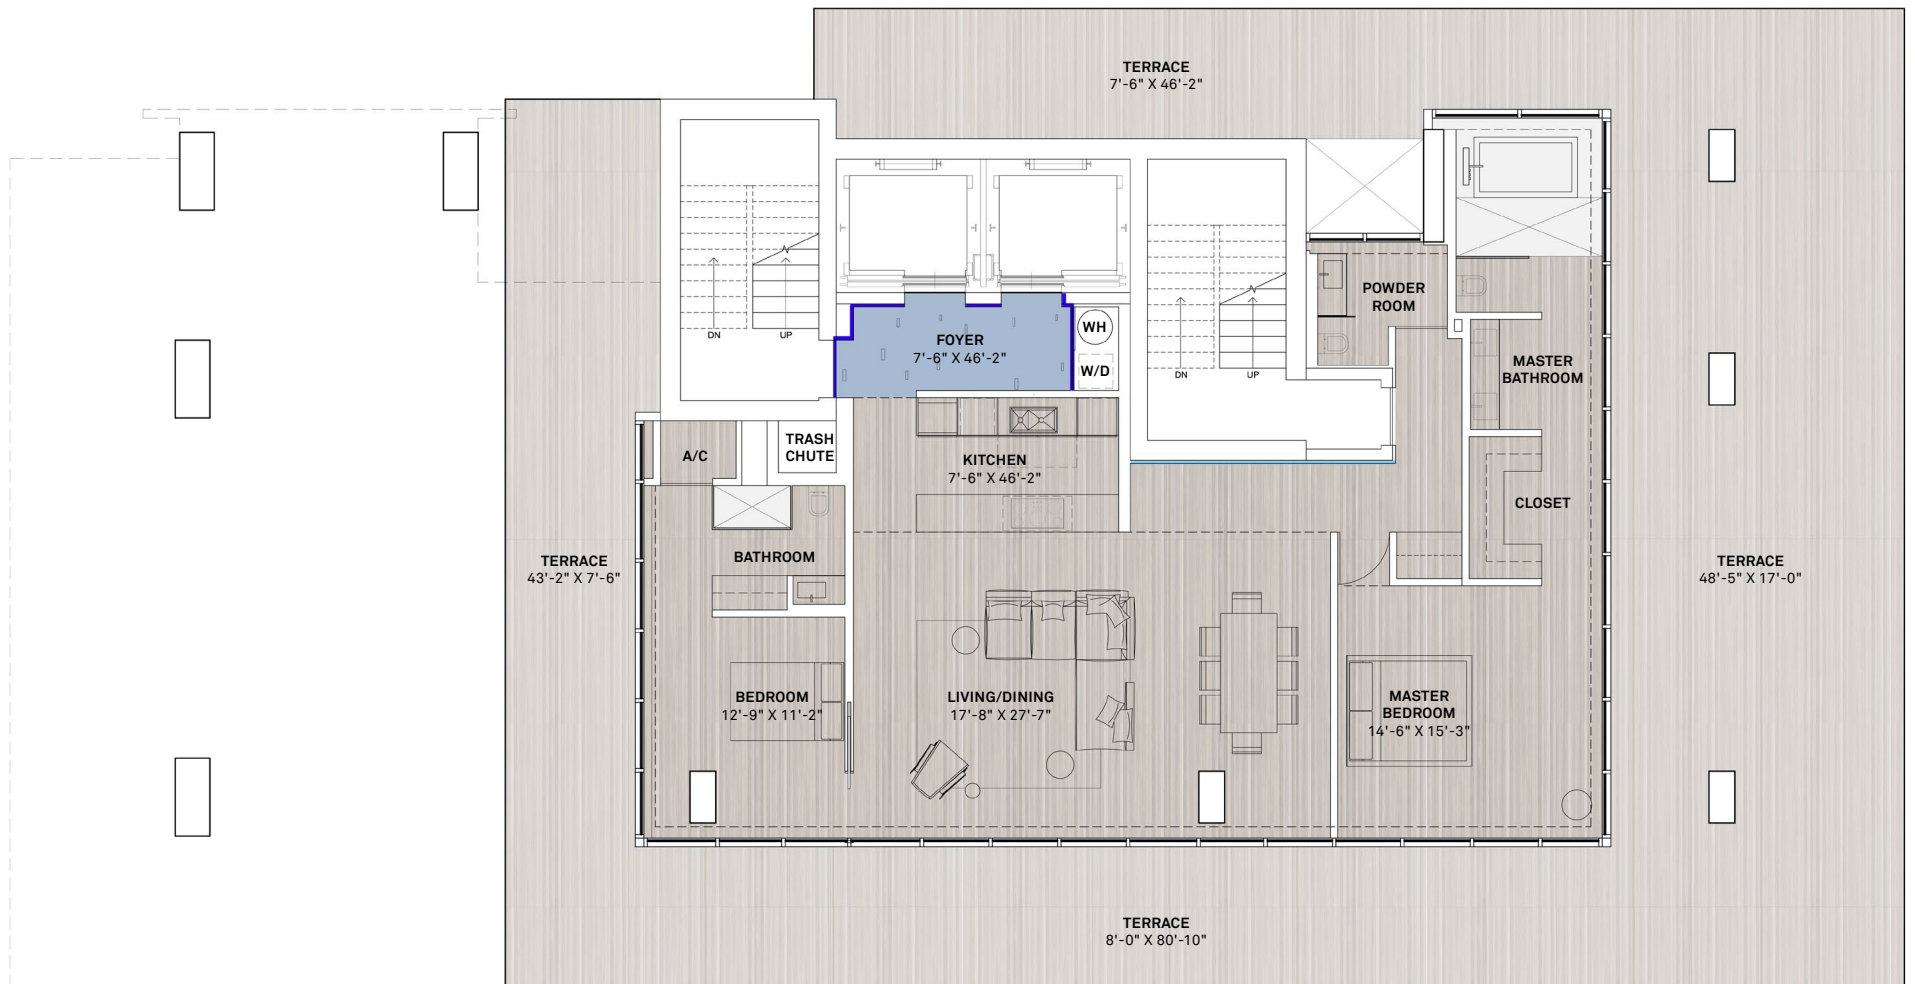 TERRACE
7'-6" X 46'-2"
POWDER
ROOM
DN
UP
FOYER
7'-6" X 46'-2"
WH
W/D
DN
UP
MASTER
BATHROOM
A/C
TRASH
CHUTE
KITCHEN
7'-6" X 46'-2"
CLOSET
TERRACE
43'-2" X 7'-6"
BATHROOM
TERRACE
48'-5" X 17'-0"
BEDROOM
12'-9" X 11'-2"
LIVING/DINING
17'-8" X 27'-7"
MASTER
BEDROOM
14'-6" X 15'-3"
TERRACE
8'-0" X 80'-10"